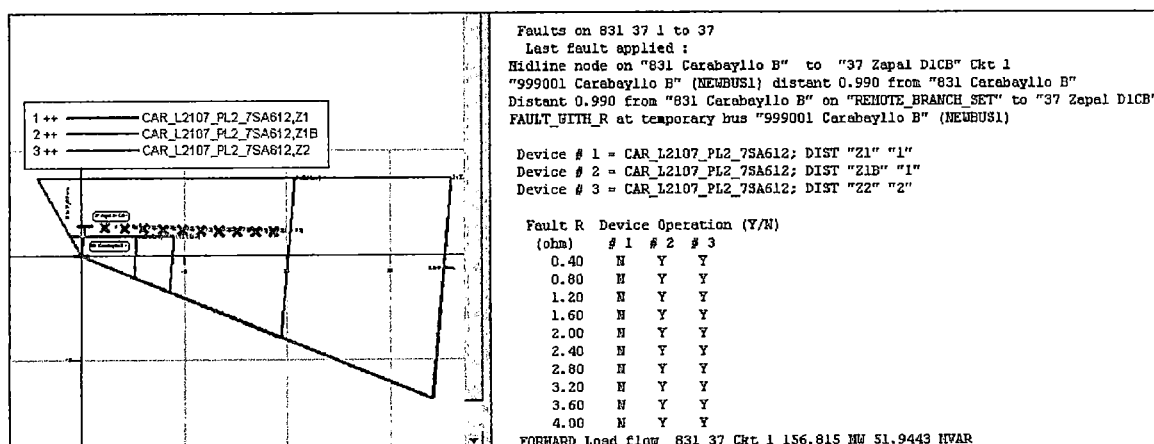 1 ++ CAR_L2107_PL2_7SA612,Z1
2 ++ CAR_L2107_PL2_7SA612,Z1B
3 ++ CAR_L2107_PL2_7SA612,Z2
Faults on 831 37 1 to 37
Last fault applied :
Midline node on "831 Carabayllo B" to "37 Zapal D1CB" Ckt 1
"999001 Carabayllo B" (NEWBUS1) distant 0.990 from "831 Carabayllo B"
Distant 0.990 from "831 Carabayllo B" on "REMOTE_BRANCH_SET" to "37 Zapal D1CB"
FAULT_WITH_R at temporary bus "999001 Carabayllo B" (NEWBUS1)
Device # 1 = CAR_L2107_PL2_7SA612; DIST "Z1" "1"
Device # 2 = CAR_L2107_PL2_7SA612; DIST "Z1B" "1"
Device # 3 = CAR_L2107_PL2_7SA612; DIST "Z2" "2"
Fault R Device Operation (Y/N)
(ohm) # 1 # 2 # 3
0.40 N Y Y
0.80 N Y Y
1.20 N Y Y
1.60 N Y Y
2.00 N Y Y
2.40 N Y Y
2.80 N Y Y
3.20 N Y Y
3.60 N Y Y
4.00 N Y Y
FORWARD Load flow 831 37 Ckt 1 156.815 MW 51.9443 MVAR